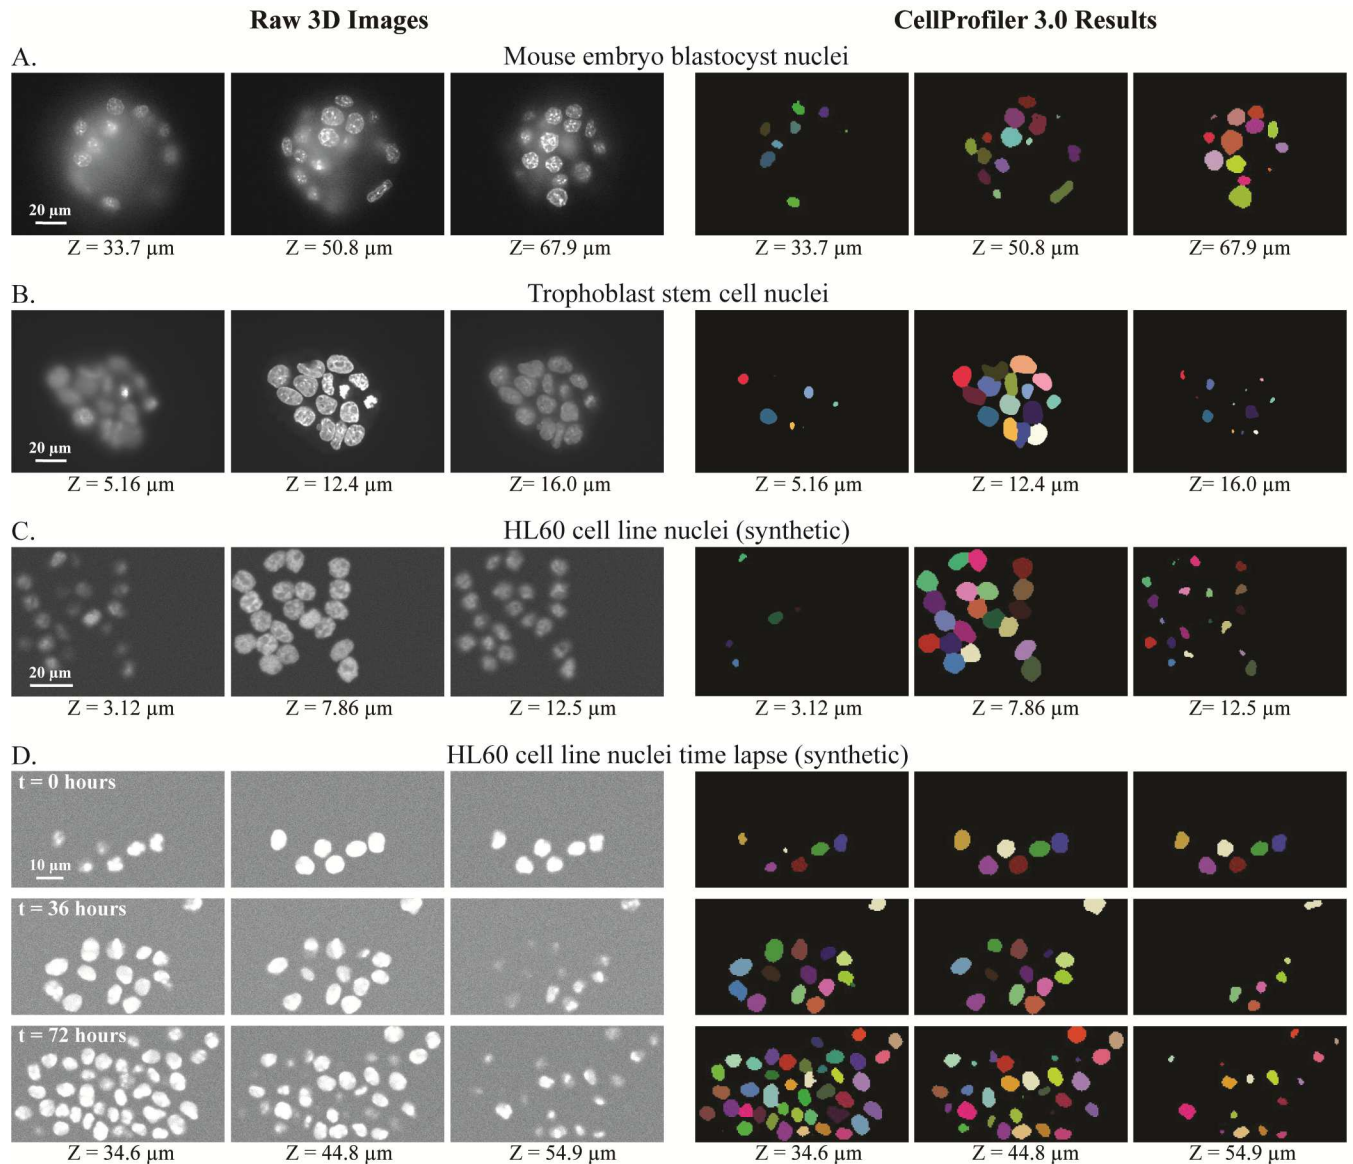 Raw 3D Images
CellProfiler 3.0 Results
A.
Mouse embryo blastocyst nuclei
20 µm
Z = 33.7 µm
Z = 50.8 µm
Z= 67.9 µm
Z = 33.7 µm
Z = 50.8 µm
Z= 67.9 µm
B.
Trophoblast stem cell nuclei
20 µm
Z = 5.16 µm
Z = 12.4 µm
Z = 16.0 µm
Z = 5.16 µm
Z = 12.4 µm
Z = 16.0 µm
C.
HL60 cell line nuclei (synthetic)
20 µm
Z = 3.12 µm
Z = 7.86 µm
Z = 12.5 µm
Z = 3.12 µm
Z = 7.86 µm
Z = 12.5 µm
D.
HL60 cell line nuclei time lapse (synthetic)
t = 0 hours
10 µm
t = 36 hours
t = 72 hours
Z = 34.6 µm
Z = 44.8 µm
Z = 54.9 µm
Z = 34.6 µm
Z = 44.8 µm
Z = 54.9 µm